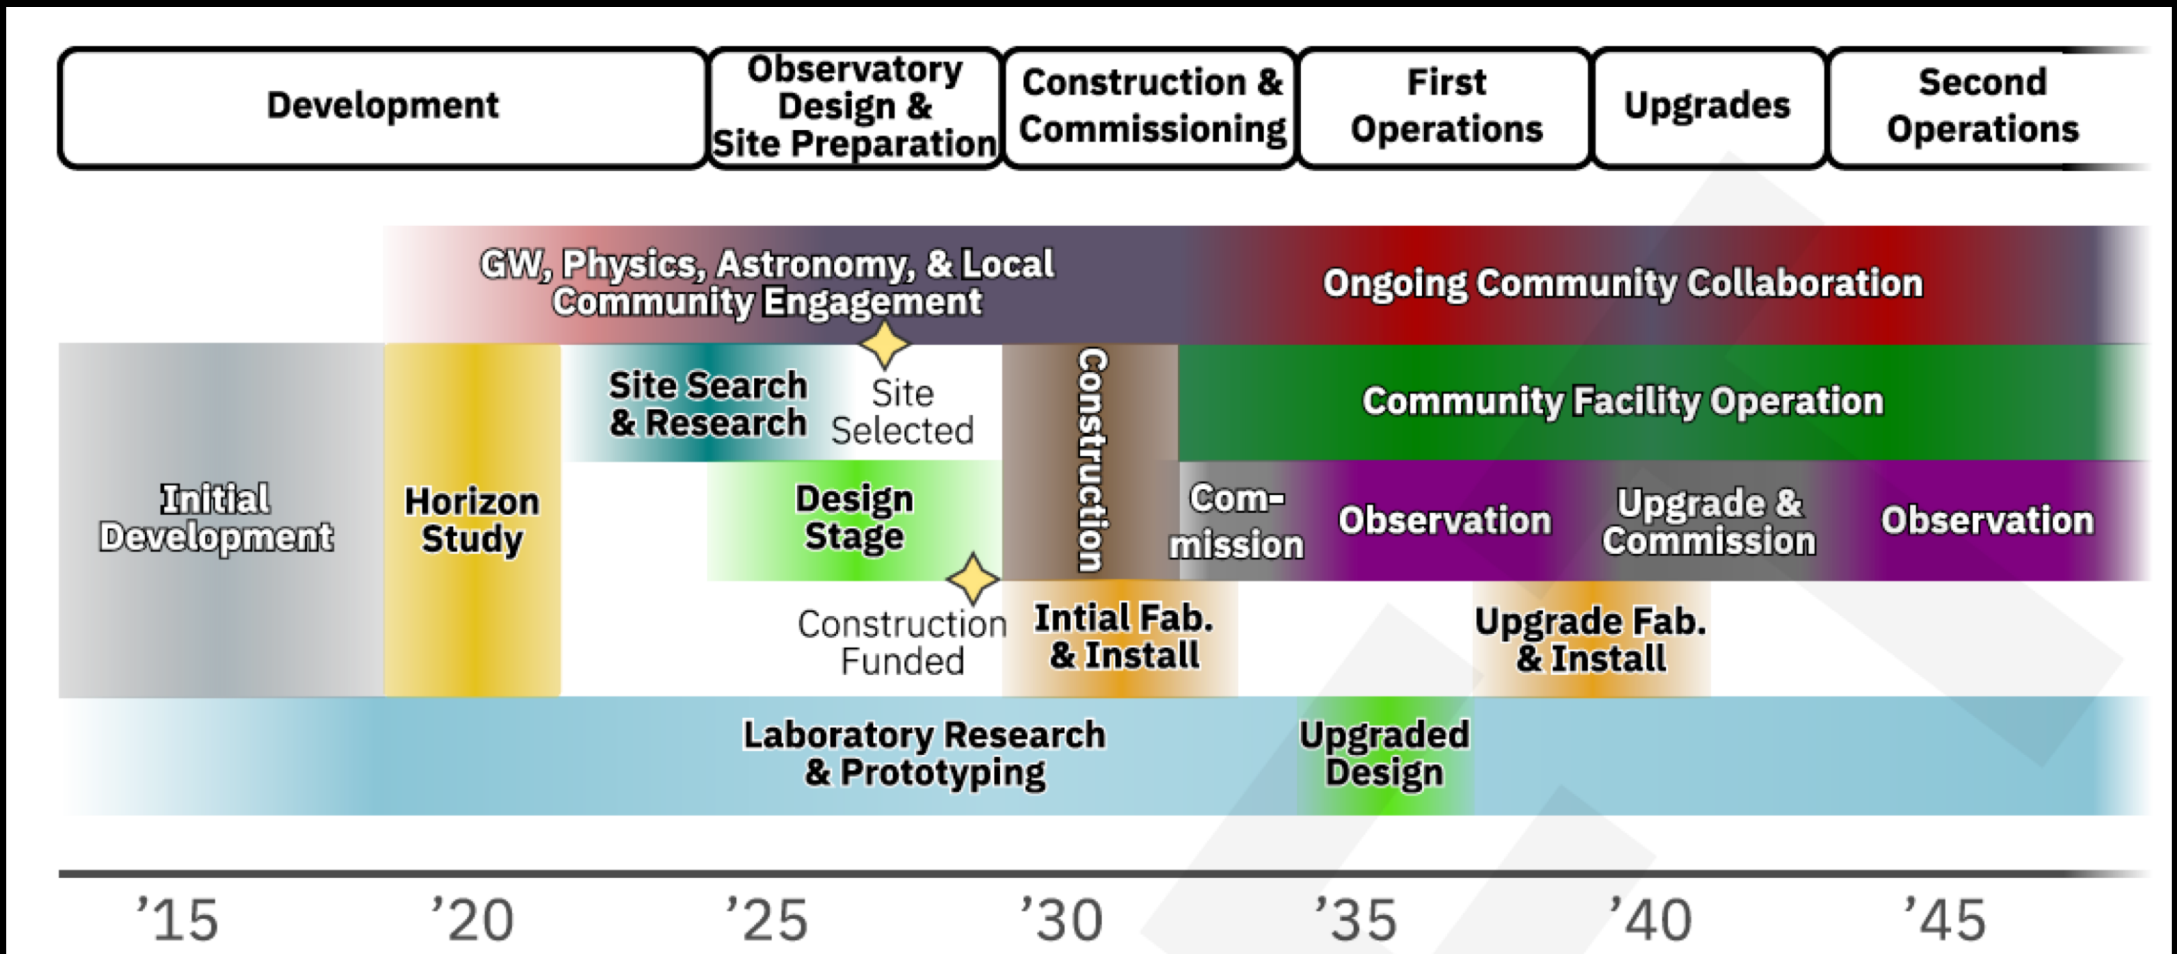 Development
Observatory
Design &
Site Preparation
Construction &
Commissioning
First
Operations
Upgrades
Second
Operations
GW, Physics, Astronomy, & Local
Community Engagement
Ongoing Community Collaboration
Initial
Development
Horizon
Study
Site Search
& Research
Site
Selected
Construction
Community Facility Operation
Design
Stage
Com-
mission
Observation
Upgrade &
Commission
Observation
Construction
Funded
Intial Fab.
& Install
Upgrade Fab.
& Install
Laboratory Research
& Prototyping
Upgraded
Design
’15
’20
’25
’30
’35
’40
’45